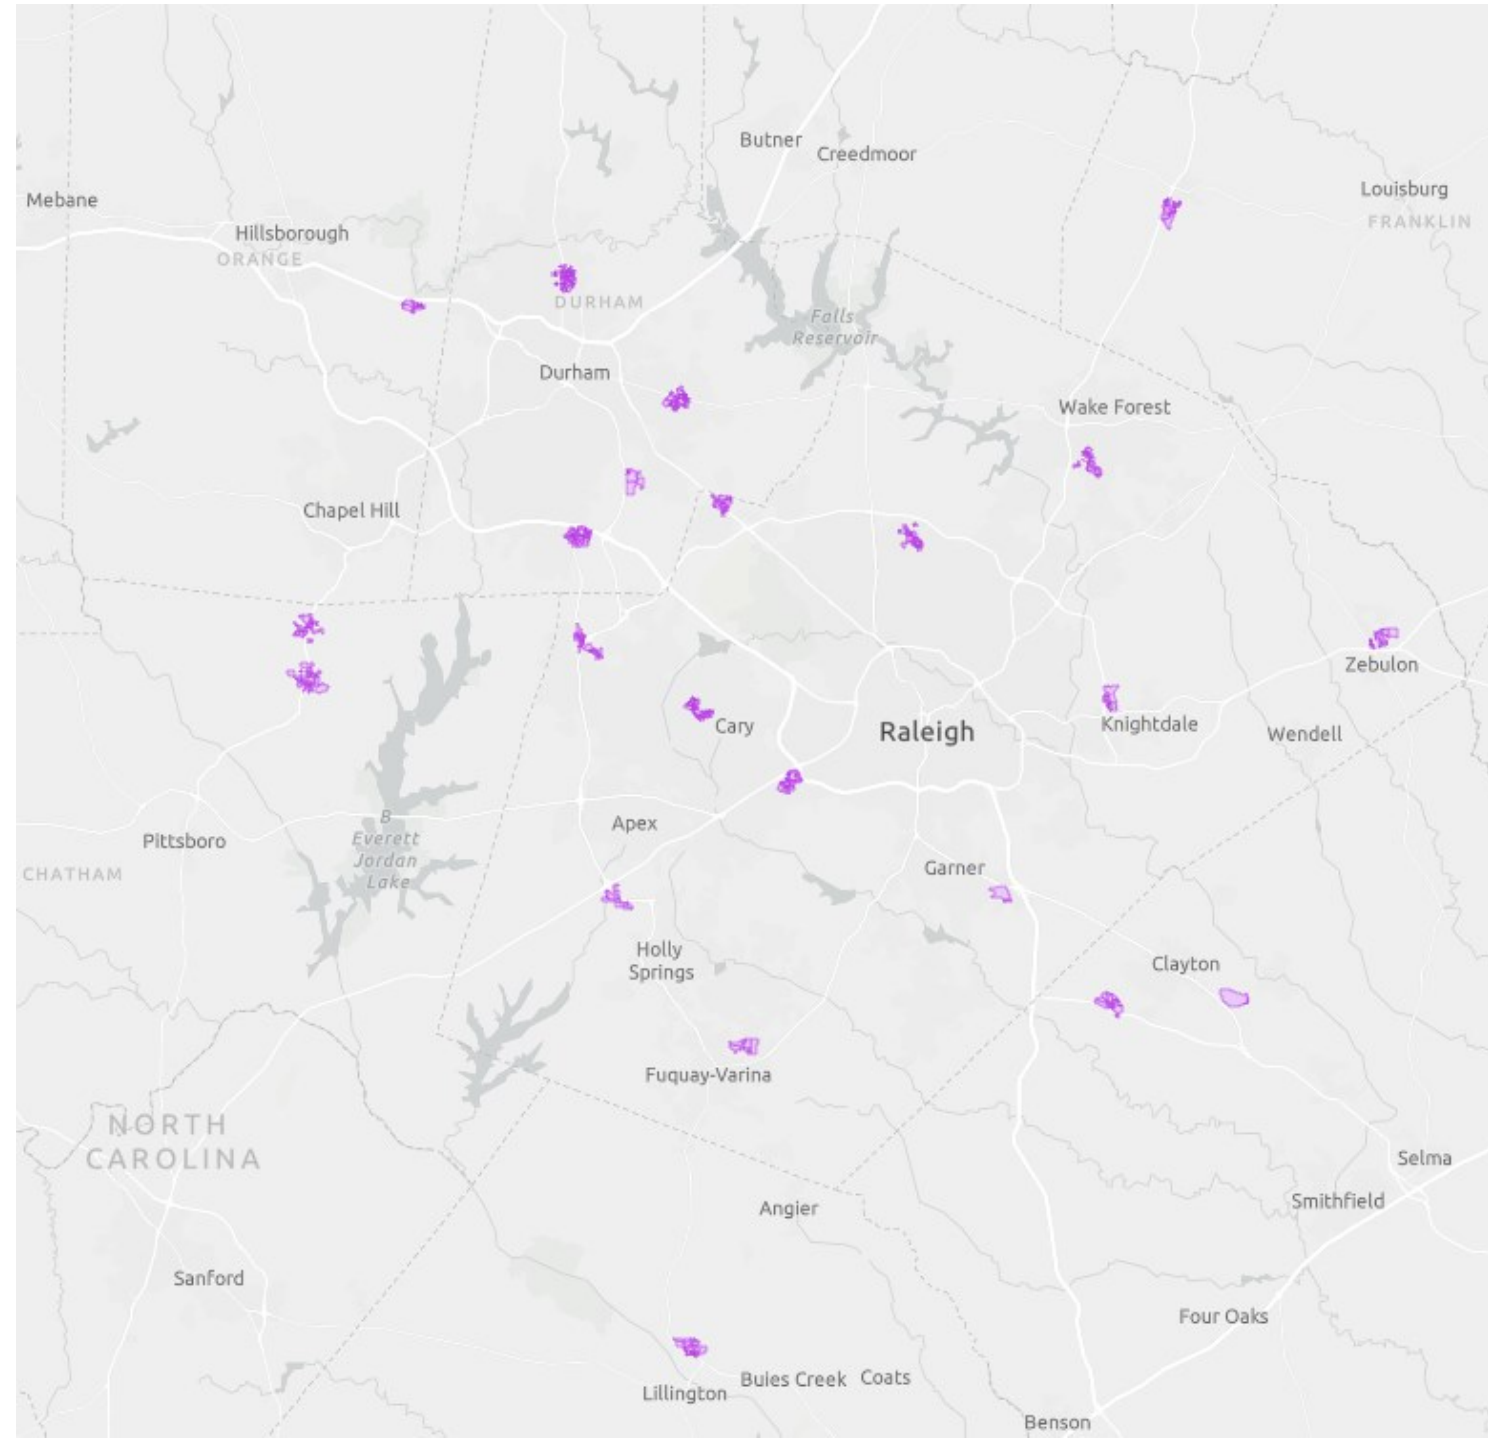 Butner
Creedmoor
Mebane
Louisburg
FRANKLIN
Hillsborough
ORANGE
DURHAM
Falls
Reservoir
Durham
Wake Forest
Chapel Hill
Zebulon
Cary
Raleigh
Knightdale
Wendell
B
Everett
Jordan
Lake
Apex
Pittsboro
CHATHAM
Garner
Holly
Springs
Clayton
Fuquay-Varina
NORTH
CAROLINA
Selma
Smithfield
Angier
Sanford
Four Oaks
Lillington
Buies Creek
Coats
Benson